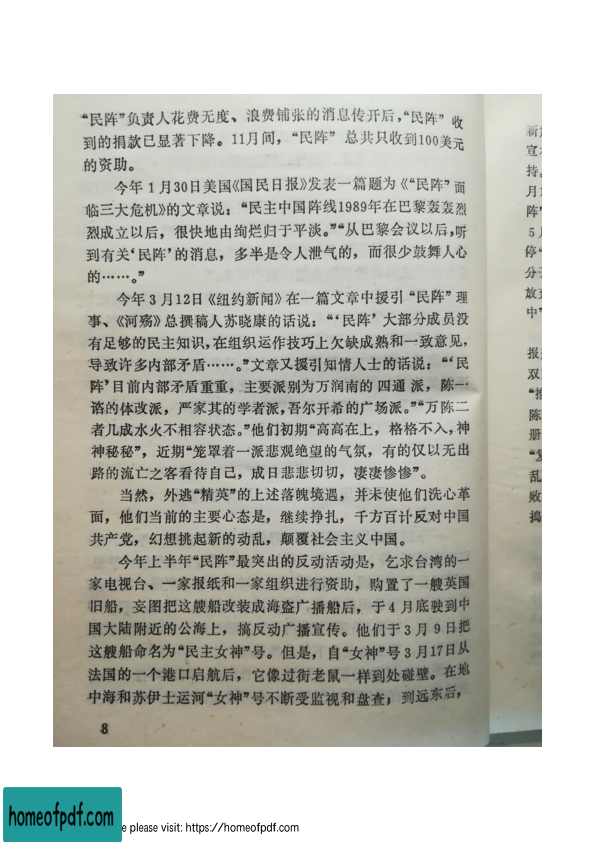 “民阵”负责人花费无度、浪费铺张的消息传开后，“民阵” 收
到的捐款已显著下降。11月间，“民阵” 总共只收到100美元
的资助。
今年 1 月30日美国《国民日报》发表一篇题为《“民阵”面
临三大危机》的文章说：“民主中国阵线1989年在巴黎轰轰烈
烈成立以后，很快地由绚烂归于平淡。”“从巴黎会议以后，听
到有关‘民阵’的消息，多半是令人泄气的，而很少鼓舞人心
的……。”
今年 3 月12日《纽约新闻》在一篇文章中援引 “民阵” 理
事、《河殇》总撰稿人苏晓康的话说：“‘民阵’大部分成员没
有足够的民主知识，在组织运作技巧上欠缺成熟和一致意见，
导致许多内部矛盾……。”文章又援引知情人士的话说：“‘民
阵’目前内部矛盾重重，主要派别为万润南的 四通 派，陈一
谘的体改派，严家其的学者派，吾尔开希的广场派。”“万陈二
者几成水火不相容状态。”他们初期“高高在上，格格不入，神
神秘秘”，近期“笼罩着一派悲观绝望的气氛，有的仅以无出
路的流亡之客看待自己，成日悲悲切切，凄凄惨惨”。
当然，外逃“精英”的上述落魄境遇，并未使他们洗心革
面，他们当前的主要心态是，继续挣扎，千方百计反对中国
共产党，幻想挑起新的动乱，颠覆社会主义中国。
今年上半年“民阵”最突出的反动活动是，乞求台湾的一
家电视台、一家报纸和一家组织进行资助，购置了一艘英国
旧船，妄图把这艘船改装成海盗广播船后，于 4 月底驶到中
国大陆附近的公海上，搞反动广播宣传。他们于 3 月 9 日把
这艘船命名为“民主女神”号。但是，自“女神”号 3 月17日从
法国的一个港口启航后，它像过街老鼠一样到处碰壁。在地
中海和苏伊士运河“女神”号不断受监视和盘查；到远东后，
8
宣
持。
月
阵”
5 月
停“
分子
放到
中”
报
双
“推
陈
册
“复
乱
败
捣
homeofpdf.com
e please visit: https://homeofpdf.com